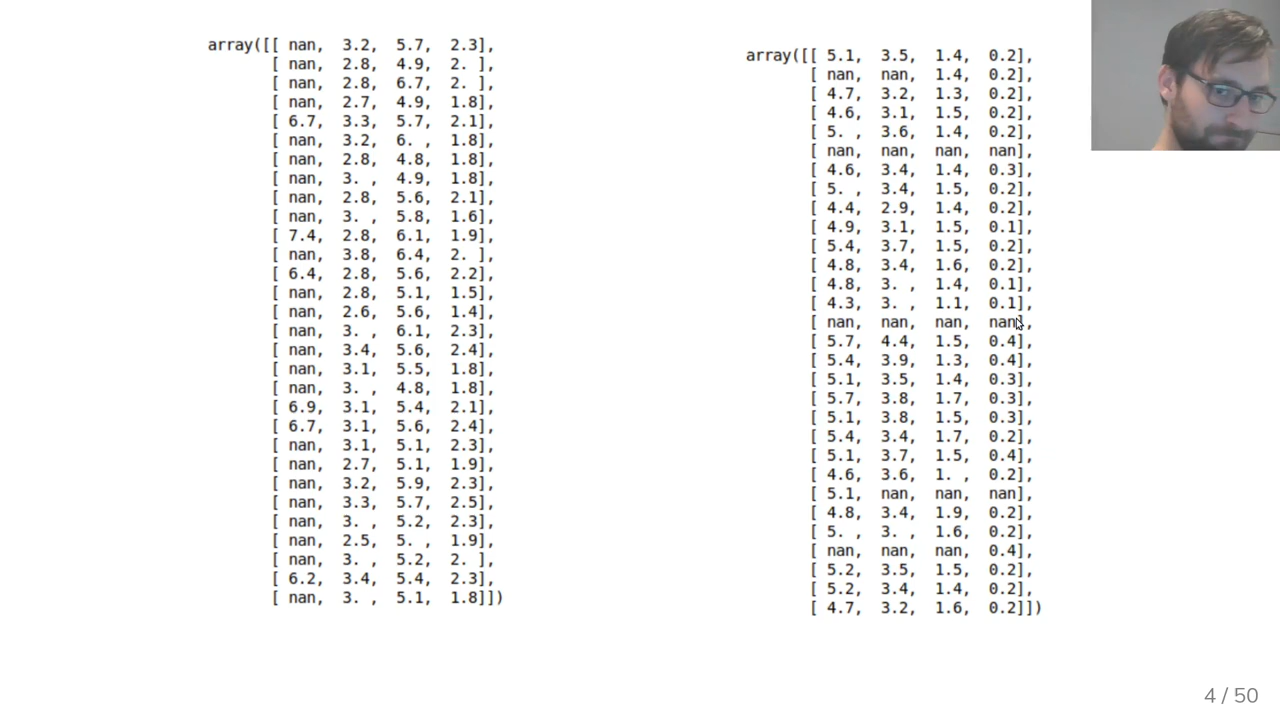 array([[ nan, 3.2, 5.7, 2.3],
[ nan, 2.8, 4.9, 2. ],
[ nan, 2.8, 6.7, 2. ],
[ nan, 2.7, 4.9, 1.8],
[ 6.7, 3.3, 5.7, 2.1],
[ nan, 3.2, 6. , 1.8],
[ nan, 2.8, 4.8, 1.8],
[ nan, 3. , 4.9, 1.8],
[ nan, 2.8, 5.6, 2.1],
[ nan, 3. , 5.8, 1.6],
[ 7.4, 2.8, 6.1, 1.9],
[ nan, 3.8, 6.4, 2. ],
[ 6.4, 2.8, 5.6, 2.2],
[ nan, 2.8, 5.1, 1.5],
[ nan, 2.6, 5.6, 1.4],
[ nan, 3. , 6.1, 2.3],
[ nan, 3.4, 5.6, 2.4],
[ nan, 3.1, 5.5, 1.8],
[ nan, 3. , 4.8, 1.8],
[ 6.9, 3.1, 5.4, 2.1],
[ 6.7, 3.1, 5.6, 2.4],
[ nan, 3.1, 5.1, 2.3],
[ nan, 2.7, 5.1, 1.9],
[ nan, 3.2, 5.9, 2.3],
[ nan, 3.3, 5.7, 2.5],
[ nan, 3. , 5.2, 2.3],
[ nan, 2.5, 5. , 1.9],
[ nan, 3. , 5.2, 2. ],
[ 6.2, 3.4, 5.4, 2.3],
[ nan, 3. , 5.1, 1.8]])
array([[ 5.1, 3.5, 1.4, 0.2],
[ nan, nan, 1.4, 0.2],
[ 4.7, 3.2, 1.3, 0.2],
[ 4.6, 3.1, 1.5, 0.2],
[ 5. , 3.6, 1.4, 0.2],
[ nan, nan, nan, nan],
[ 4.6, 3.4, 1.4, 0.3],
[ 5. , 3.4, 1.5, 0.2],
[ 4.4, 2.9, 1.4, 0.2],
[ 4.9, 3.1, 1.5, 0.1],
[ 5.4, 3.7, 1.5, 0.2],
[ 4.8, 3.4, 1.6, 0.2],
[ 4.8, 3. , 1.4, 0.1],
[ 4.3, 3. , 1.1, 0.1],
[ nan, nan, nan, nan],
[ 5.7, 4.4, 1.5, 0.4],
[ 5.4, 3.9, 1.3, 0.4],
[ 5.1, 3.5, 1.4, 0.3],
[ 5.7, 3.8, 1.7, 0.3],
[ 5.1, 3.8, 1.5, 0.3],
[ 5.4, 3.4, 1.7, 0.2],
[ 5.1, 3.7, 1.5, 0.4],
[ 4.6, 3.6, 1. , 0.2],
[ 5.1, nan, nan, nan],
[ 4.8, 3.4, 1.9, 0.2],
[ 5. , 3. , 1.6, 0.2],
[ nan, nan, nan, 0.4],
[ 5.2, 3.5, 1.5, 0.2],
[ 5.2, 3.4, 1.4, 0.2],
[ 4.7, 3.2, 1.6, 0.2]])
4 / 50